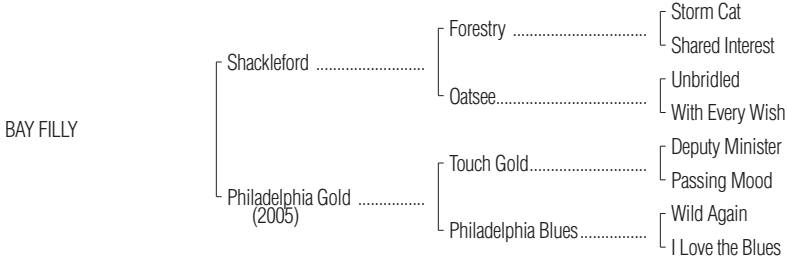 Storm Cat
Forestry ................................
Shared Interest
Shackleford ..........................
Unbridled
Oatsee....................................
With Every Wish
BAY FILLY
Deputy Minister
Touch Gold............................
Passing Mood
Philadelphia Gold ................
(2005)
Wild Again
Philadelphia Blues................
I Love the Blues